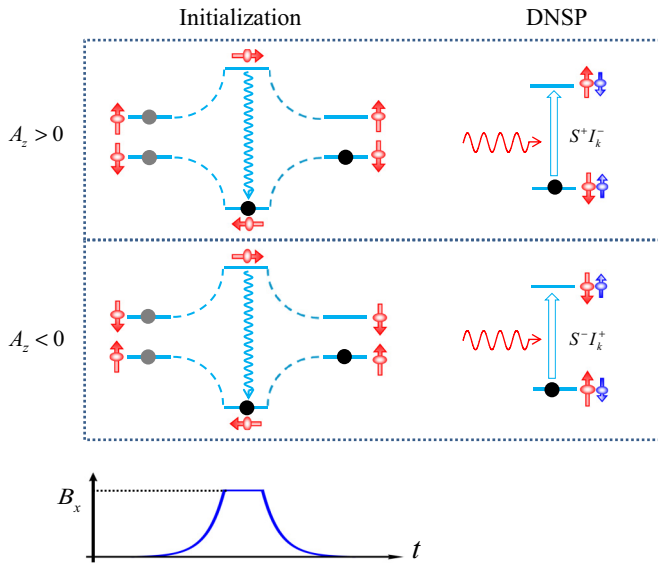 Initialization DNSP
A_z > 0
S⁺I_k⁻
A_z < 0
S⁻I_k⁺
B_x
t